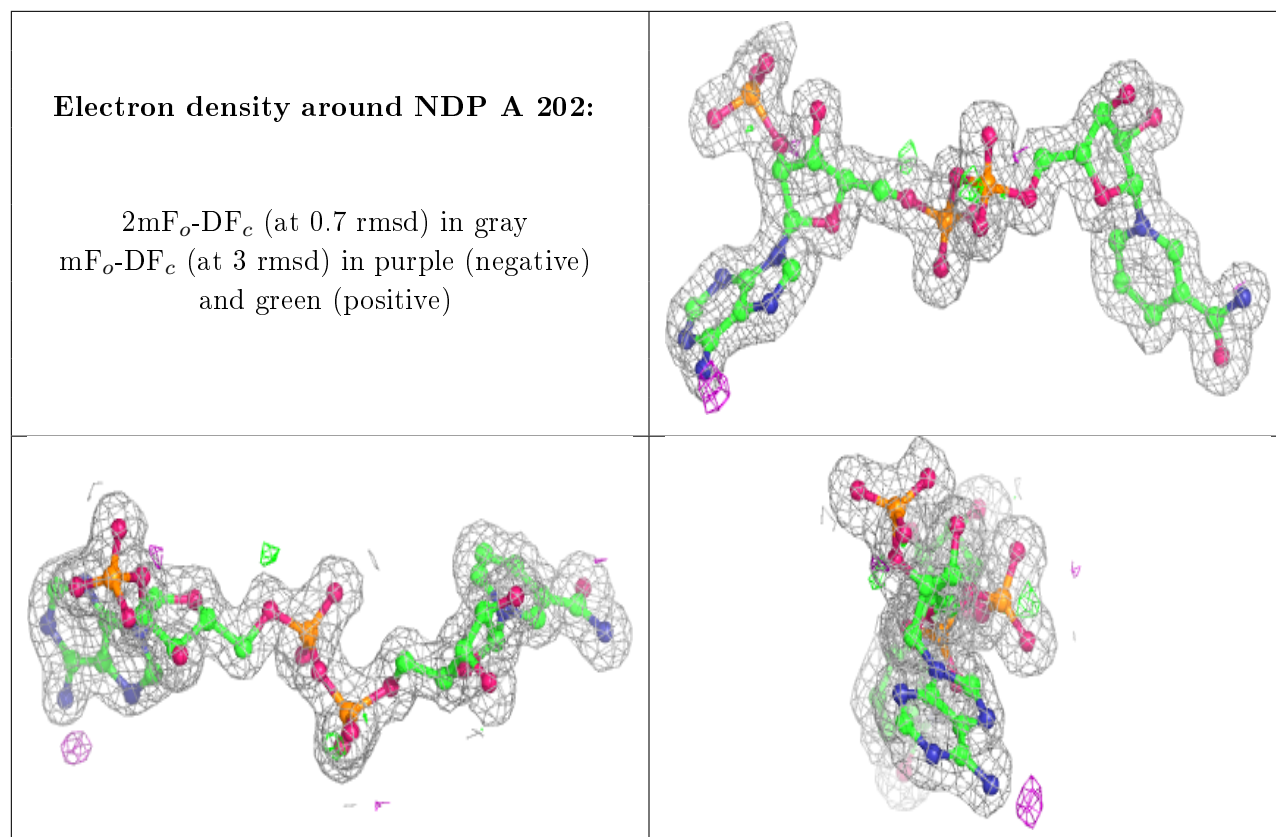 Electron density around NDP A 202:
2mFo-DFc (at 0.7 rmsd) in gray
mFo-DFc (at 3 rmsd) in purple (negative)
and green (positive)